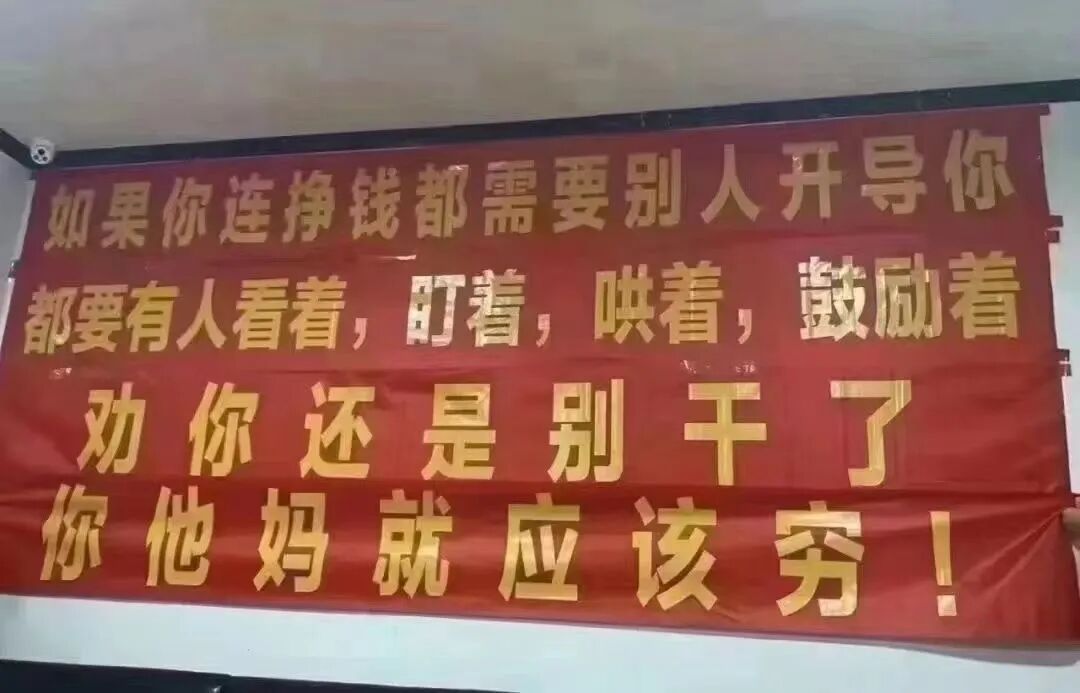 如果你连挣钱都需要别人开导你
都要有人看着，盯着，哄着，鼓励着
劝你还是别干了
你他妈就应该穷！